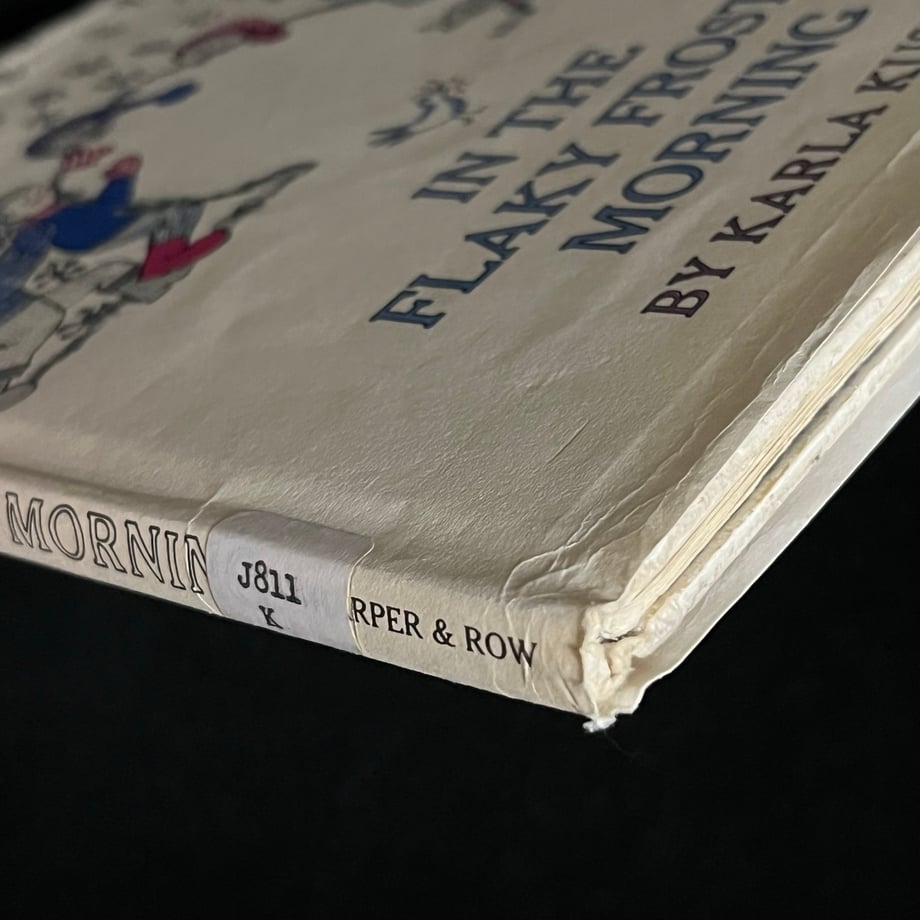 IN THE
FLAKY FROST
MORNING
BY KARLA
MORNIN
J811
K
RPER & ROW